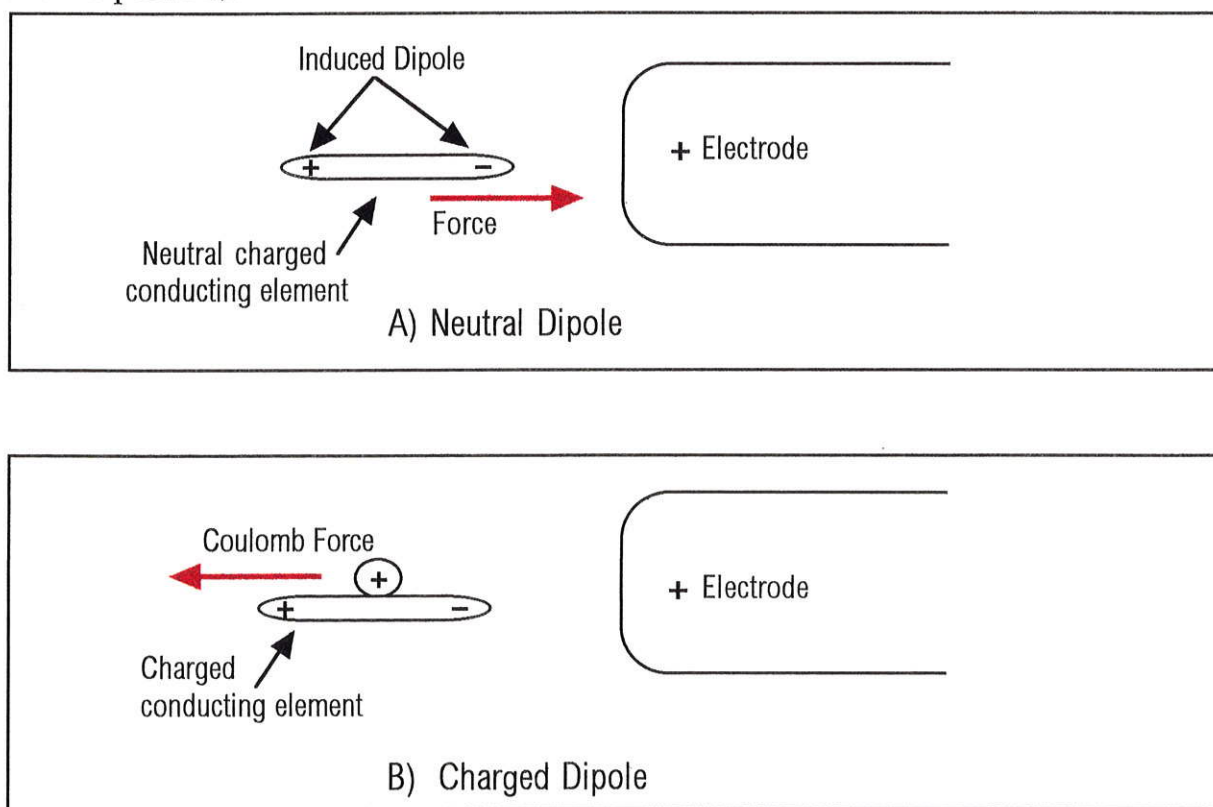 Induced Dipole
+ −
+ Electrode
Force
Neutral charged
conducting element
A) Neutral Dipole
Coulomb Force
+
+ −
+ Electrode
Charged
conducting element
B) Charged Dipole